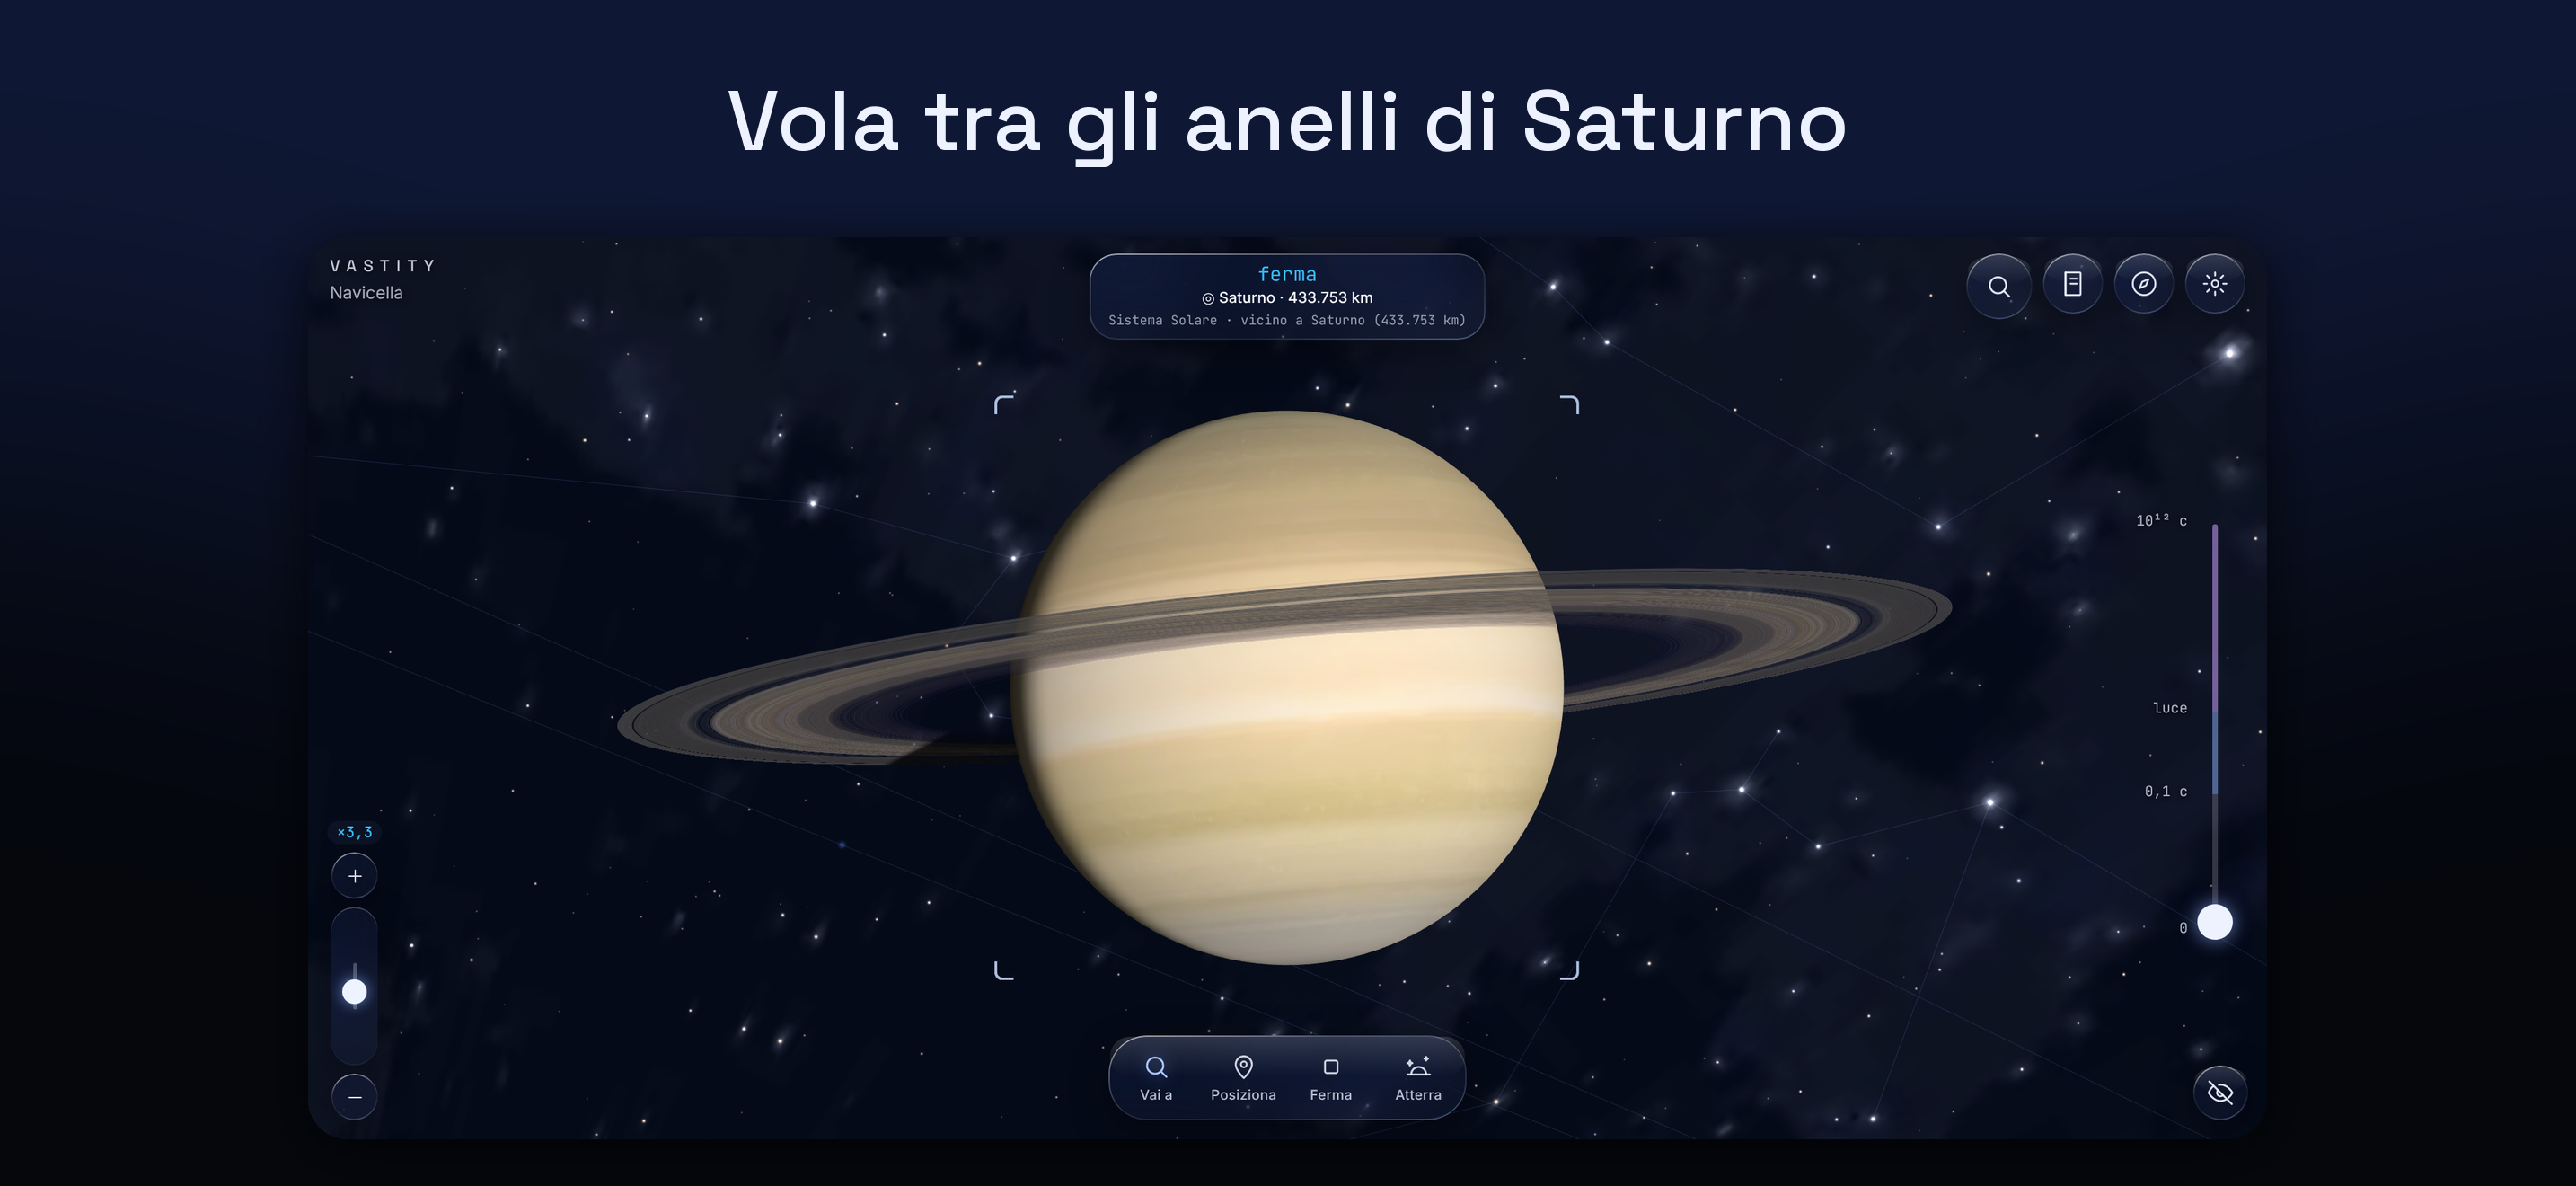 Vola tra gli anelli di Saturno
VASTITY
Navicella
ferma
◎ Saturno · 433.753 km
Sistema Solare · vicino a Saturno (433.753 km)
10¹² c
luce
0,1 c
0
×3,3
+
−
Vai a
Posiziona
Ferma
Atterra